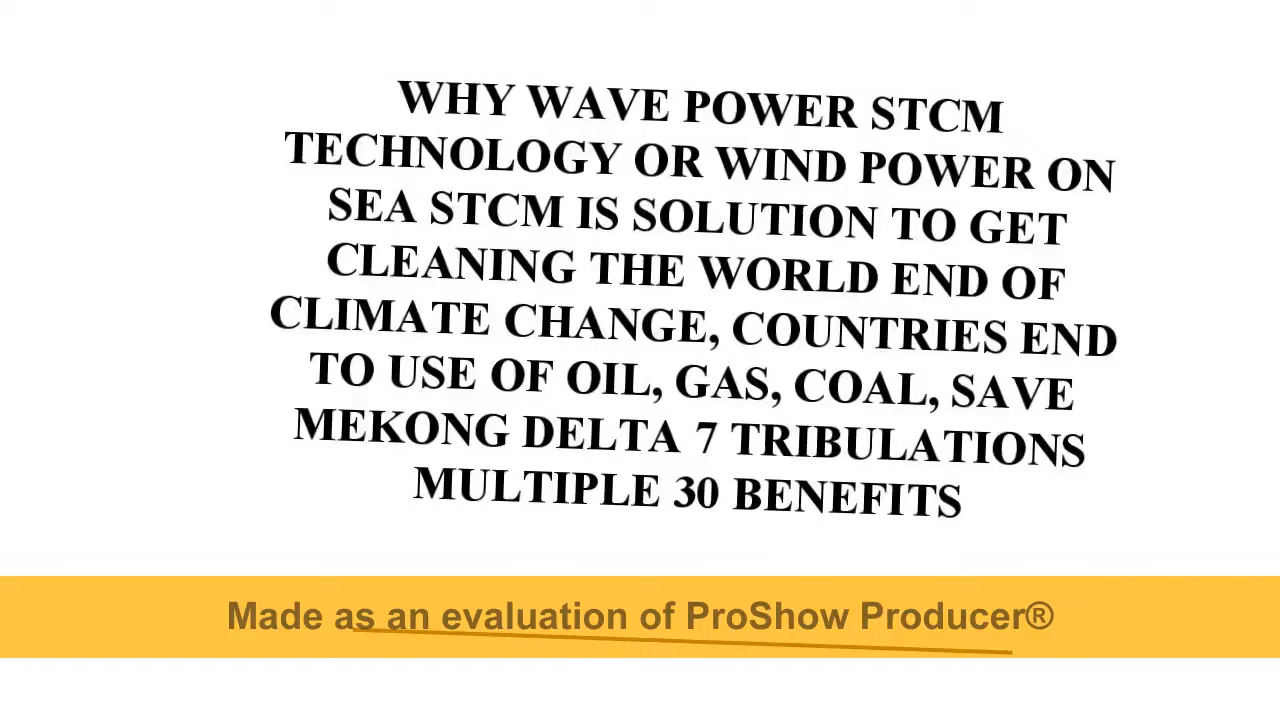 WHY WAVE POWER STCM
TECHNOLOGY OR WIND POWER ON
SEA STCM IS SOLUTION TO GET
CLEANING THE WORLD END OF
CLIMATE CHANGE, COUNTRIES END
TO USE OF OIL, GAS, COAL, SAVE
MEKONG DELTA 7 TRIBULATIONS
MULTIPLE 30 BENEFITS
Made as an evaluation of ProShow Producer®